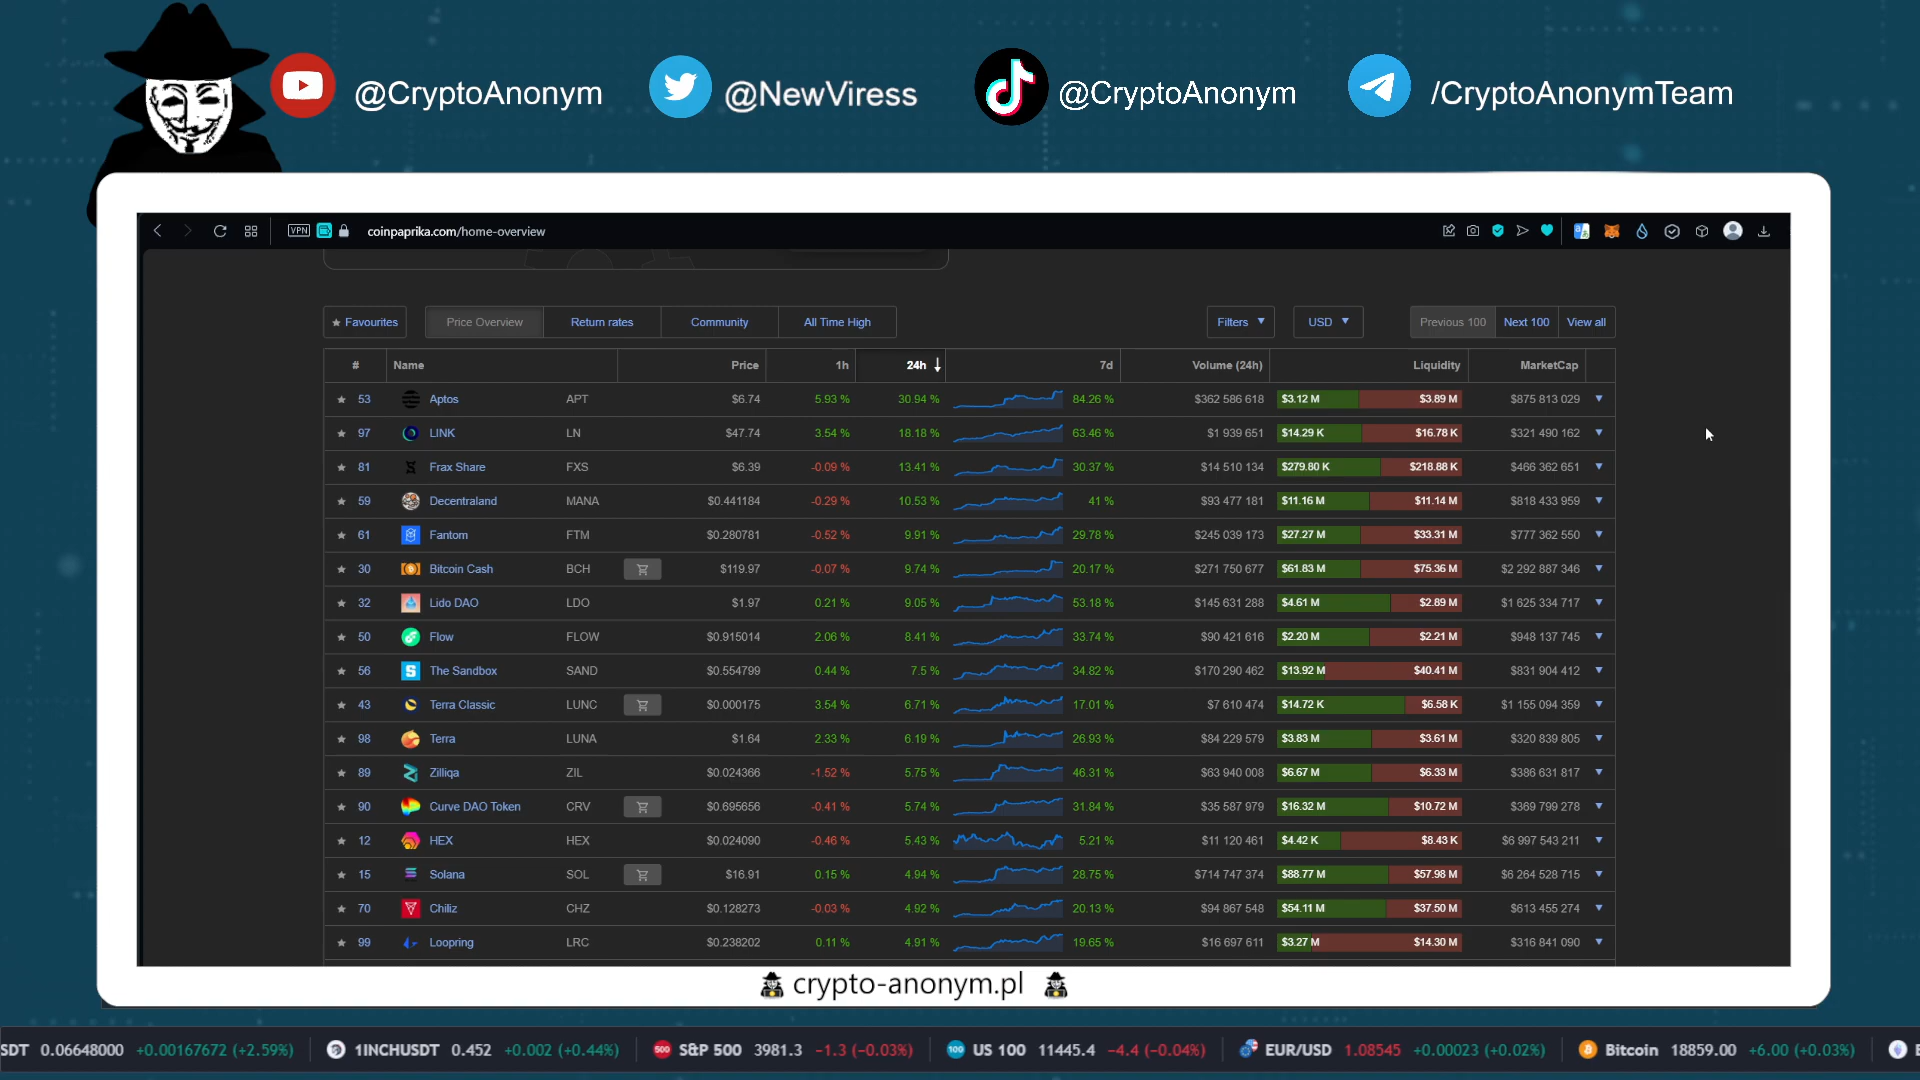 @CryptoAnonym @NewViress @CryptoAnonym /CryptoAnonymTeam
VPN coinpaprika.com/home-overview
Favourites Price Overview Return rates Community All Time High Filters USD Previous 100 Next 100 View all
# Name Price 1h 24h 7d Volume (24h) Liquidity MarketCap
53 Aptos APT $6.74 5.93 % 30.94 % 84.26 % $362 586 618 $3.12 M $3.89 M $875 813 029
97 LINK LN $47.74 3.54 % 18.18 % 63.46 % $1 939 651 $14.29 K $16.78 K $321 490 162
81 Frax Share FXS $6.39 -0.09 % 13.41 % 30.37 % $14 510 134 $279.80 K $218.88 K $466 362 651
59 Decentraland MANA $0.441184 -0.29 % 10.53 % 41 % $93 477 181 $11.16 M $11.14 M $818 433 959
61 Fantom FTM $0.280781 -0.52 % 9.91 % 29.78 % $245 039 173 $27.27 M $33.31 M $777 362 550
30 Bitcoin Cash BCH $119.97 -0.07 % 9.74 % 20.17 % $271 750 677 $61.83 M $75.36 M $2 292 887 346
32 Lido DAO LDO $1.97 0.21 % 9.05 % 53.18 % $145 631 288 $4.61 M $2.89 M $1 625 334 717
50 Flow FLOW $0.915014 2.06 % 8.41 % 33.74 % $90 421 616 $2.20 M $2.21 M $948 137 745
56 The Sandbox SAND $0.554799 0.44 % 7.5 % 34.82 % $170 290 462 $13.92 M $40.41 M $831 904 412
43 Terra Classic LUNC $0.000175 3.54 % 6.71 % 17.01 % $7 610 474 $14.72 K $6.58 K $1 155 094 359
98 Terra LUNA $1.64 2.33 % 6.19 % 26.93 % $84 229 579 $3.83 M $3.61 M $320 839 805
89 Zilliqa ZIL $0.024366 -1.52 % 5.75 % 46.31 % $63 940 008 $6.67 M $6.33 M $386 631 817
90 Curve DAO Token CRV $0.695656 -0.41 % 5.74 % 31.84 % $35 587 979 $16.32 M $10.72 M $369 799 278
12 HEX HEX $0.024090 -0.46 % 5.43 % 5.21 % $11 120 461 $4.42 K $8.43 K $6 997 543 211
15 Solana SOL $16.91 0.15 % 4.94 % 28.75 % $714 747 374 $88.77 M $57.98 M $6 264 528 715
70 Chiliz CHZ $0.128273 -0.03 % 4.92 % 20.13 % $94 867 548 $54.11 M $37.50 M $613 455 274
99 Loopring LRC $0.238202 0.11 % 4.91 % 19.65 % $16 697 611 $3.27 M $14.30 M $316 841 090
crypto-anonym.pl
SDT 0.06648000 +0.00167672 (+2.59%) 1INCHUSDT 0.452 +0.002 (+0.44%) 500 S&P 500 3981.3 −1.3 (−0.03%) 100 US 100 11445.4 −4.4 (−0.04%) EUR/USD 1.08545 +0.00023 (+0.02%) Bitcoin 18859.00 +6.00 (+0.03%)